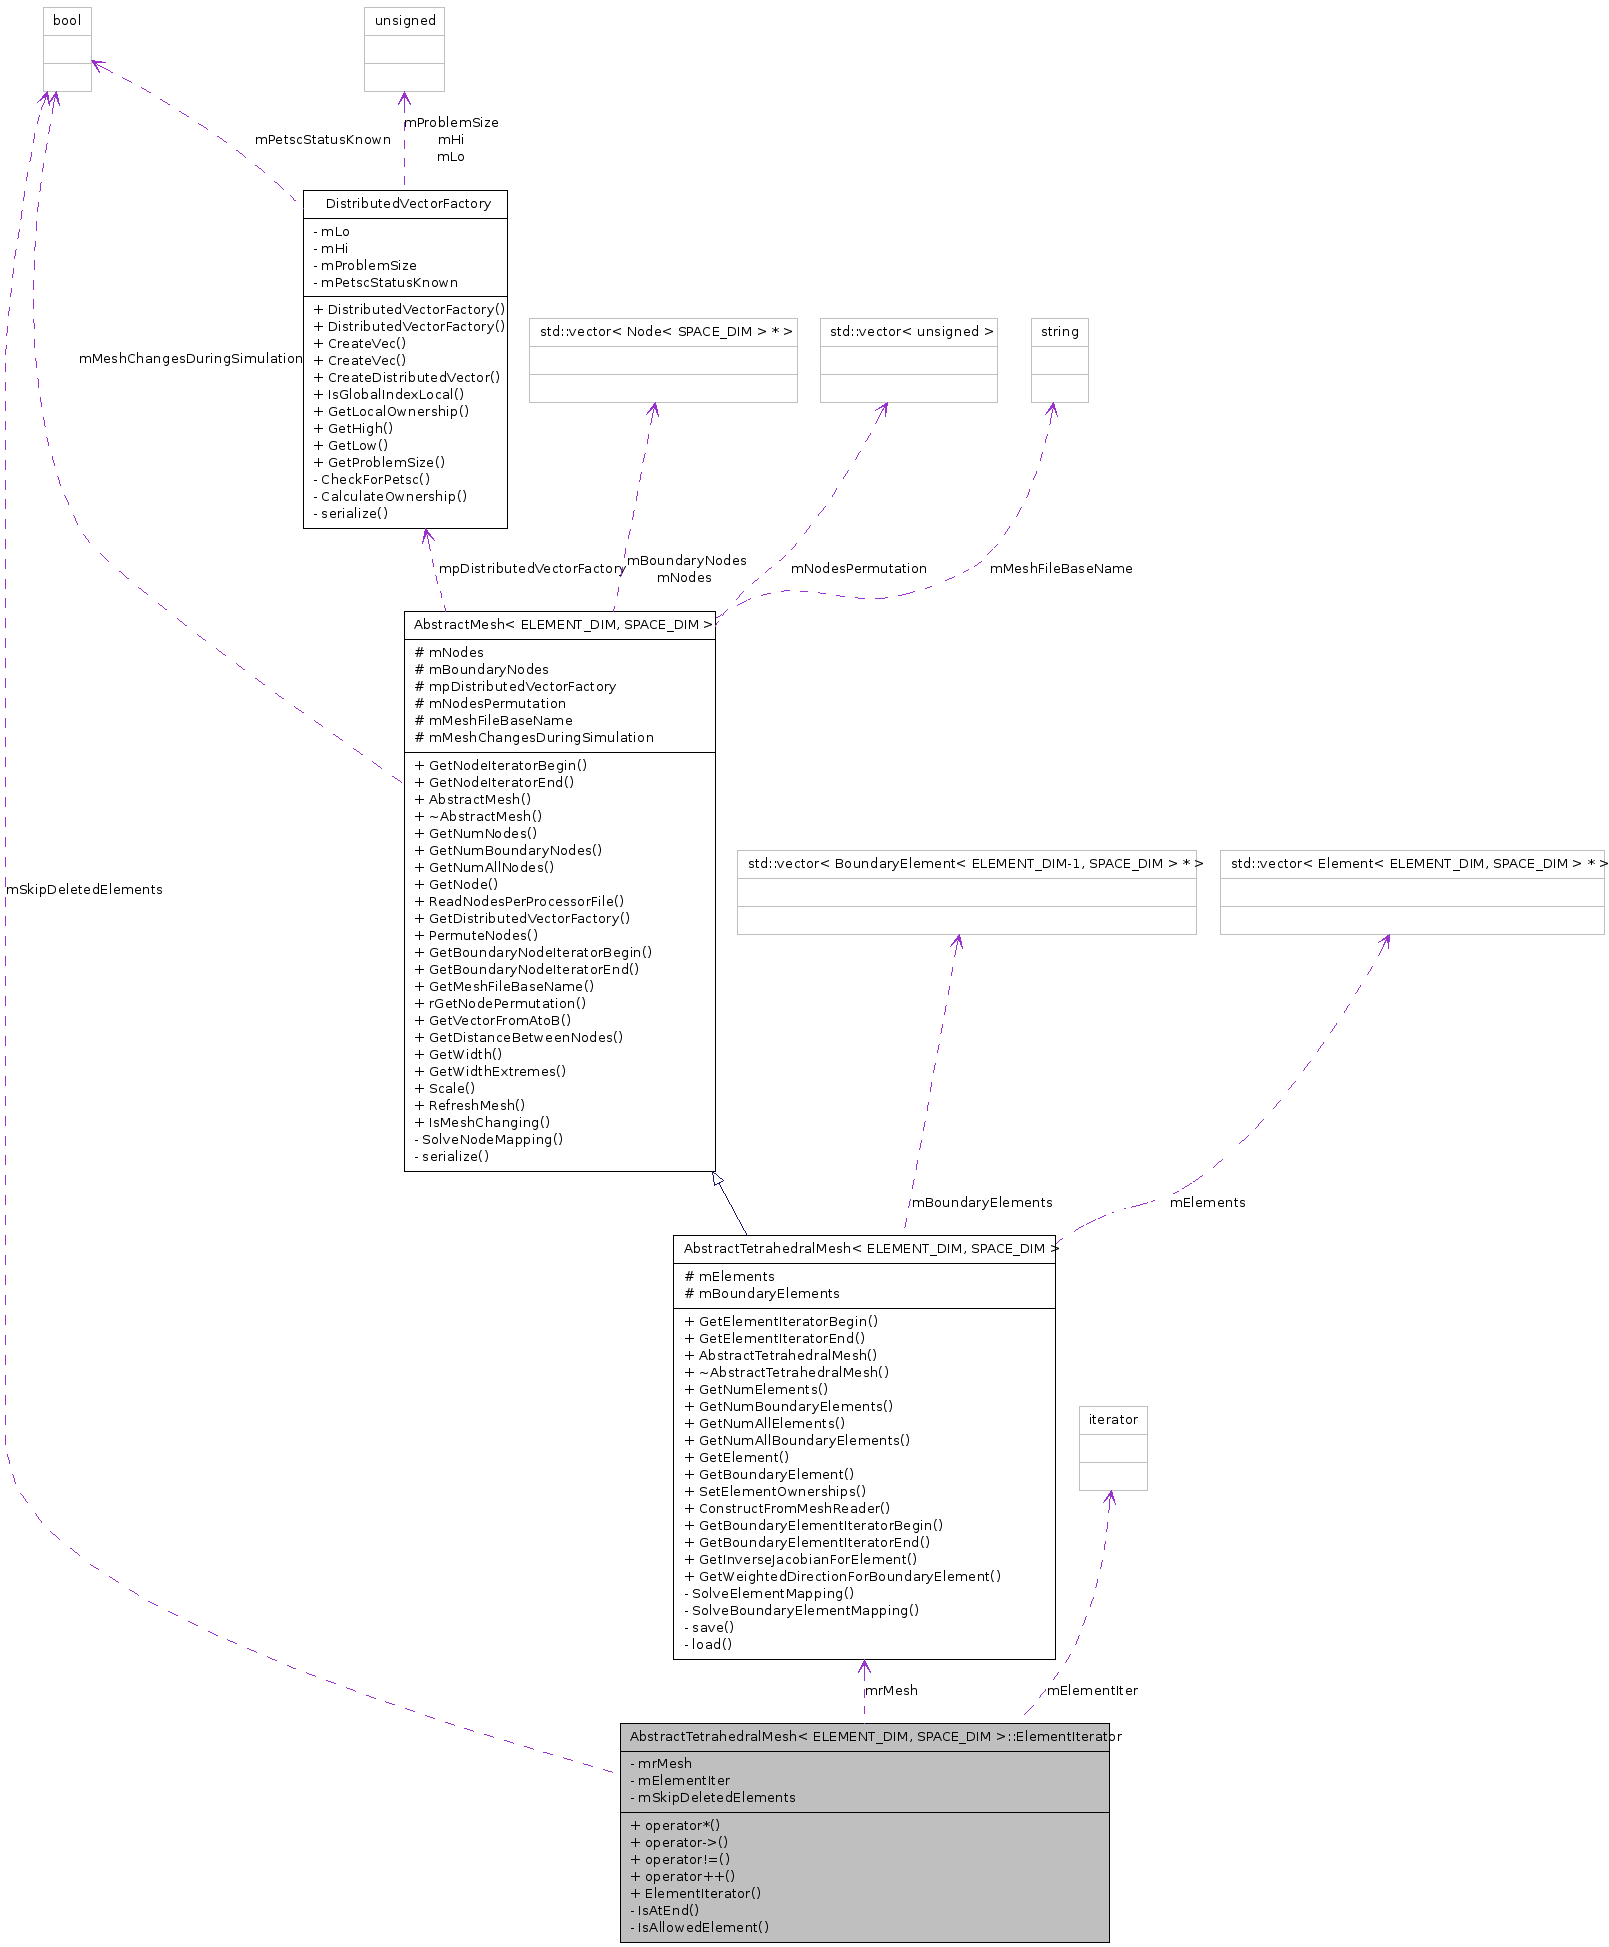 bool
unsigned
mPetscStatusKnown
mProblemSize
mHi
mLo
DistributedVectorFactory
- mLo
- mHi
- mProblemSize
- mPetscStatusKnown
+ DistributedVectorFactory()
+ DistributedVectorFactory()
+ CreateVec()
+ CreateVec()
+ CreateDistributedVector()
+ IsGlobalIndexLocal()
+ GetLocalOwnership()
+ GetHigh()
+ GetLow()
+ GetProblemSize()
- CheckForPetsc()
- CalculateOwnership()
- serialize()
std::vector< Node< SPACE_DIM > * >
std::vector< unsigned >
string
mMeshChangesDuringSimulation
mpDistributedVectorFactory
mBoundaryNodes
mNodes
mNodesPermutation
mMeshFileBaseName
AbstractMesh< ELEMENT_DIM, SPACE_DIM >
# mNodes
# mBoundaryNodes
# mpDistributedVectorFactory
# mNodesPermutation
# mMeshFileBaseName
# mMeshChangesDuringSimulation
+ GetNodeIteratorBegin()
+ GetNodeIteratorEnd()
+ AbstractMesh()
+ ~AbstractMesh()
+ GetNumNodes()
+ GetNumBoundaryNodes()
+ GetNumAllNodes()
+ GetNode()
+ ReadNodesPerProcessorFile()
+ GetDistributedVectorFactory()
+ PermuteNodes()
+ GetBoundaryNodeIteratorBegin()
+ GetBoundaryNodeIteratorEnd()
+ GetMeshFileBaseName()
+ rGetNodePermutation()
+ GetVectorFromAtoB()
+ GetDistanceBetweenNodes()
+ GetWidth()
+ GetWidthExtremes()
+ Scale()
+ RefreshMesh()
+ IsMeshChanging()
- SolveNodeMapping()
- serialize()
mSkipDeletedElements
std::vector< BoundaryElement< ELEMENT_DIM-1, SPACE_DIM > * >
std::vector< Element< ELEMENT_DIM, SPACE_DIM > * >
mBoundaryElements
mElements
AbstractTetrahedralMesh< ELEMENT_DIM, SPACE_DIM >
# mElements
# mBoundaryElements
+ GetElementIteratorBegin()
+ GetElementIteratorEnd()
+ AbstractTetrahedralMesh()
+ ~AbstractTetrahedralMesh()
+ GetNumElements()
+ GetNumBoundaryElements()
+ GetNumAllElements()
+ GetNumAllBoundaryElements()
+ GetElement()
+ GetBoundaryElement()
+ SetElementOwnerships()
+ ConstructFromMeshReader()
+ GetBoundaryElementIteratorBegin()
+ GetBoundaryElementIteratorEnd()
+ GetInverseJacobianForElement()
+ GetWeightedDirectionForBoundaryElement()
- SolveElementMapping()
- SolveBoundaryElementMapping()
- save()
- load()
iterator
mrMesh
mElementIter
AbstractTetrahedralMesh< ELEMENT_DIM, SPACE_DIM >::ElementIterator
- mrMesh
- mElementIter
- mSkipDeletedElements
+ operator*()
+ operator->()
+ operator!=()
+ operator++()
+ ElementIterator()
- IsAtEnd()
- IsAllowedElement()